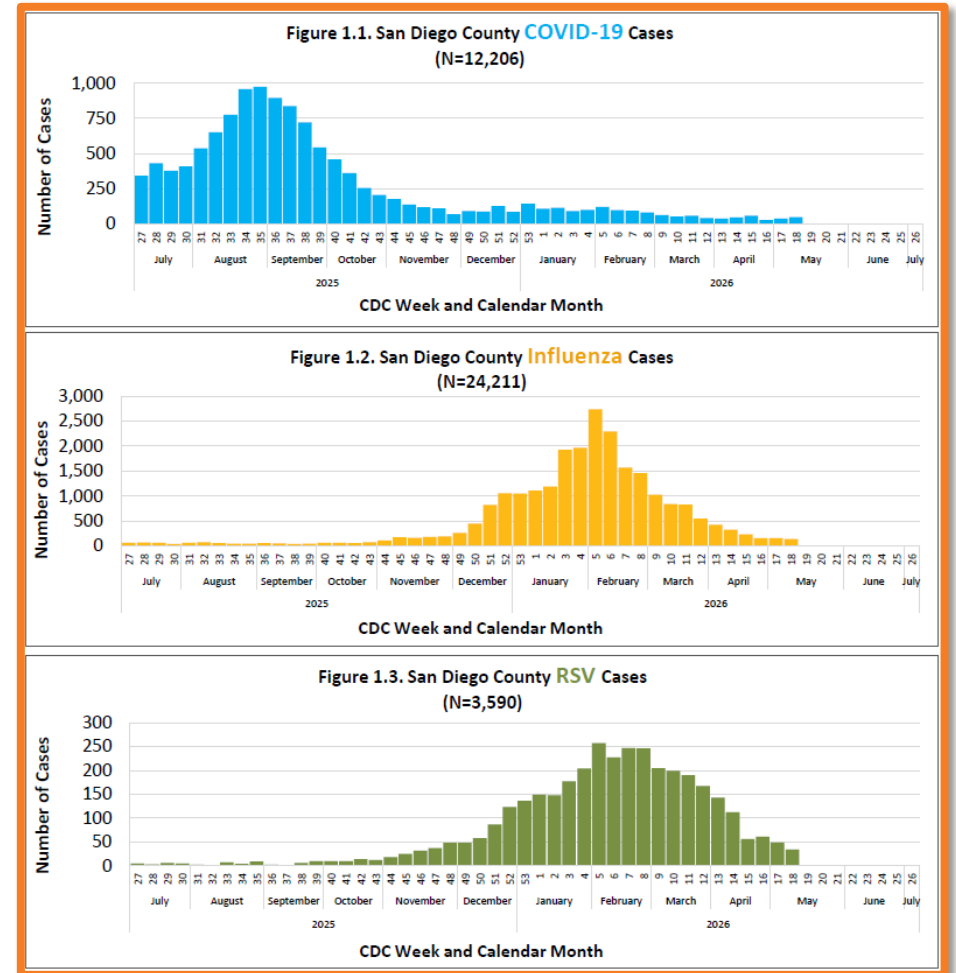 Figure 1.1. San Diego County COVID-19 Cases
(N=12,206)
Number of Cases
1,000
750
500
250
0
27 28 29 30 31 32 33 34 35 36 37 38 39 40 41 42 43 44 45 46 47 48 49 50 51 52 53 1 2 3 4 5 6 7 8 9 10 11 12 13 14 15 16 17 18 19 20 21 22 23 24 25 26
July August September October November December January February March April May June July
2025 2026
CDC Week and Calendar Month
Figure 1.2. San Diego County Influenza Cases
(N=24,211)
Number of Cases
3,000
2,500
2,000
1,500
1,000
500
0
27 28 29 30 31 32 33 34 35 36 37 38 39 40 41 42 43 44 45 46 47 48 49 50 51 52 53 1 2 3 4 5 6 7 8 9 10 11 12 13 14 15 16 17 18 19 20 21 22 23 24 25 26
July August September October November December January February March April May June July
2025 2026
CDC Week and Calendar Month
Figure 1.3. San Diego County RSV Cases
(N=3,590)
Number of Cases
300
250
200
150
100
50
0
27 28 29 30 31 32 33 34 35 36 37 38 39 40 41 42 43 44 45 46 47 48 49 50 51 52 53 1 2 3 4 5 6 7 8 9 10 11 12 13 14 15 16 17 18 19 20 21 22 23 24 25 26
July August September October November December January February March April May June July
2025 2026
CDC Week and Calendar Month